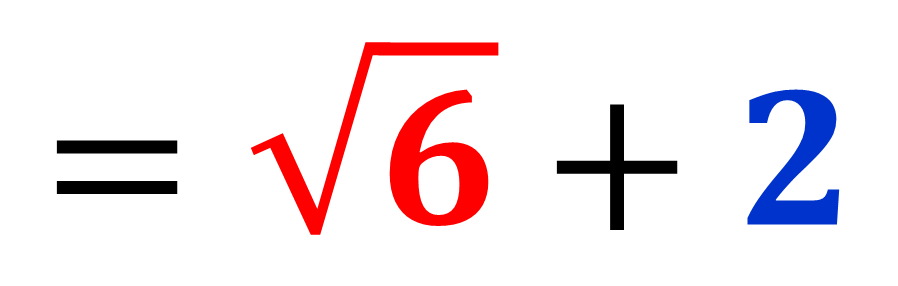 = √6 + 2